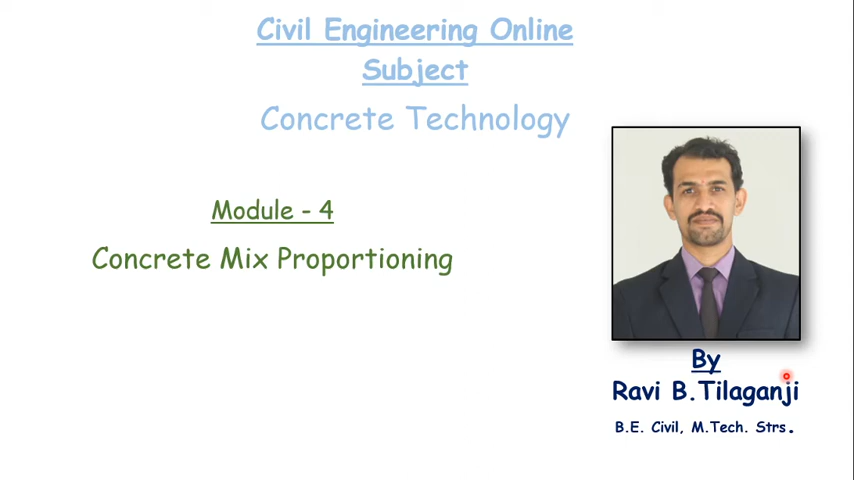 Civil Engineering Online
Subject
Concrete Technology
Module - 4
Concrete Mix Proportioning
By
Ravi B.Tilaganji
B.E. Civil, M.Tech. Strs.